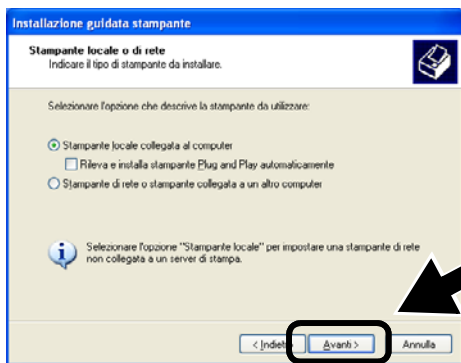 Installazione guidata stampante
Stampante locale o di rete
Indicare il tipo di stampante da installare.
Selezionare l'opzione che descrive la stampante da utilizzare:
Stampante locale collegata al computer
Rileva e installa stampante Plug and Play automaticamente
Stampante di rete o stampante collegata a un altro computer
Selezionare l'opzione "Stampante locale" per impostare una stampante di rete
non collegata a un server di stampa.
< Indietro Avanti > Annulla